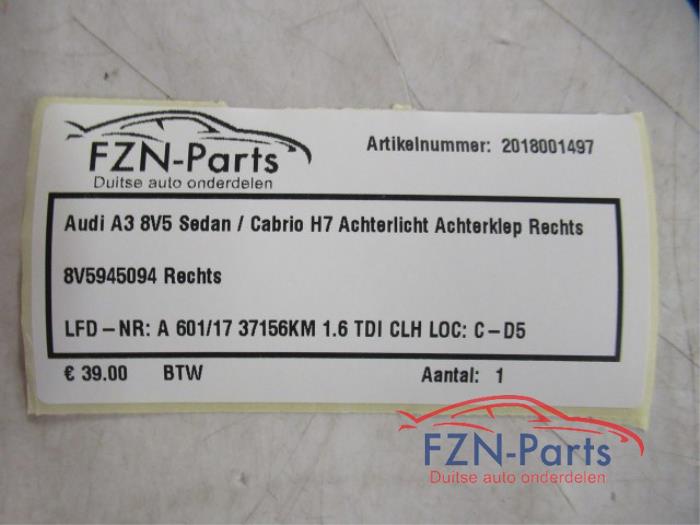 FZN-Parts
Duitse auto onderdelen
Artikelnummer: 2018001497
Audi A3 8V5 Sedan / Cabrio H7 Achterlicht Achterklep Rechts
8V5945094 Rechts
LFD-NR: A 601/17 37156KM 1.6 TDI CLH LOC: C-D5
€ 39.00 BTW Aantal: 1
FZN-Parts
Duitse auto onderdelen